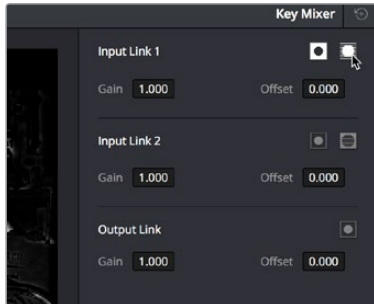 Key Mixer
Input Link 1
Gain 1.000 Offset 0.000
Input Link 2
Gain 1.000 Offset 0.000
Output Link
Gain 1.000 Offset 0.000